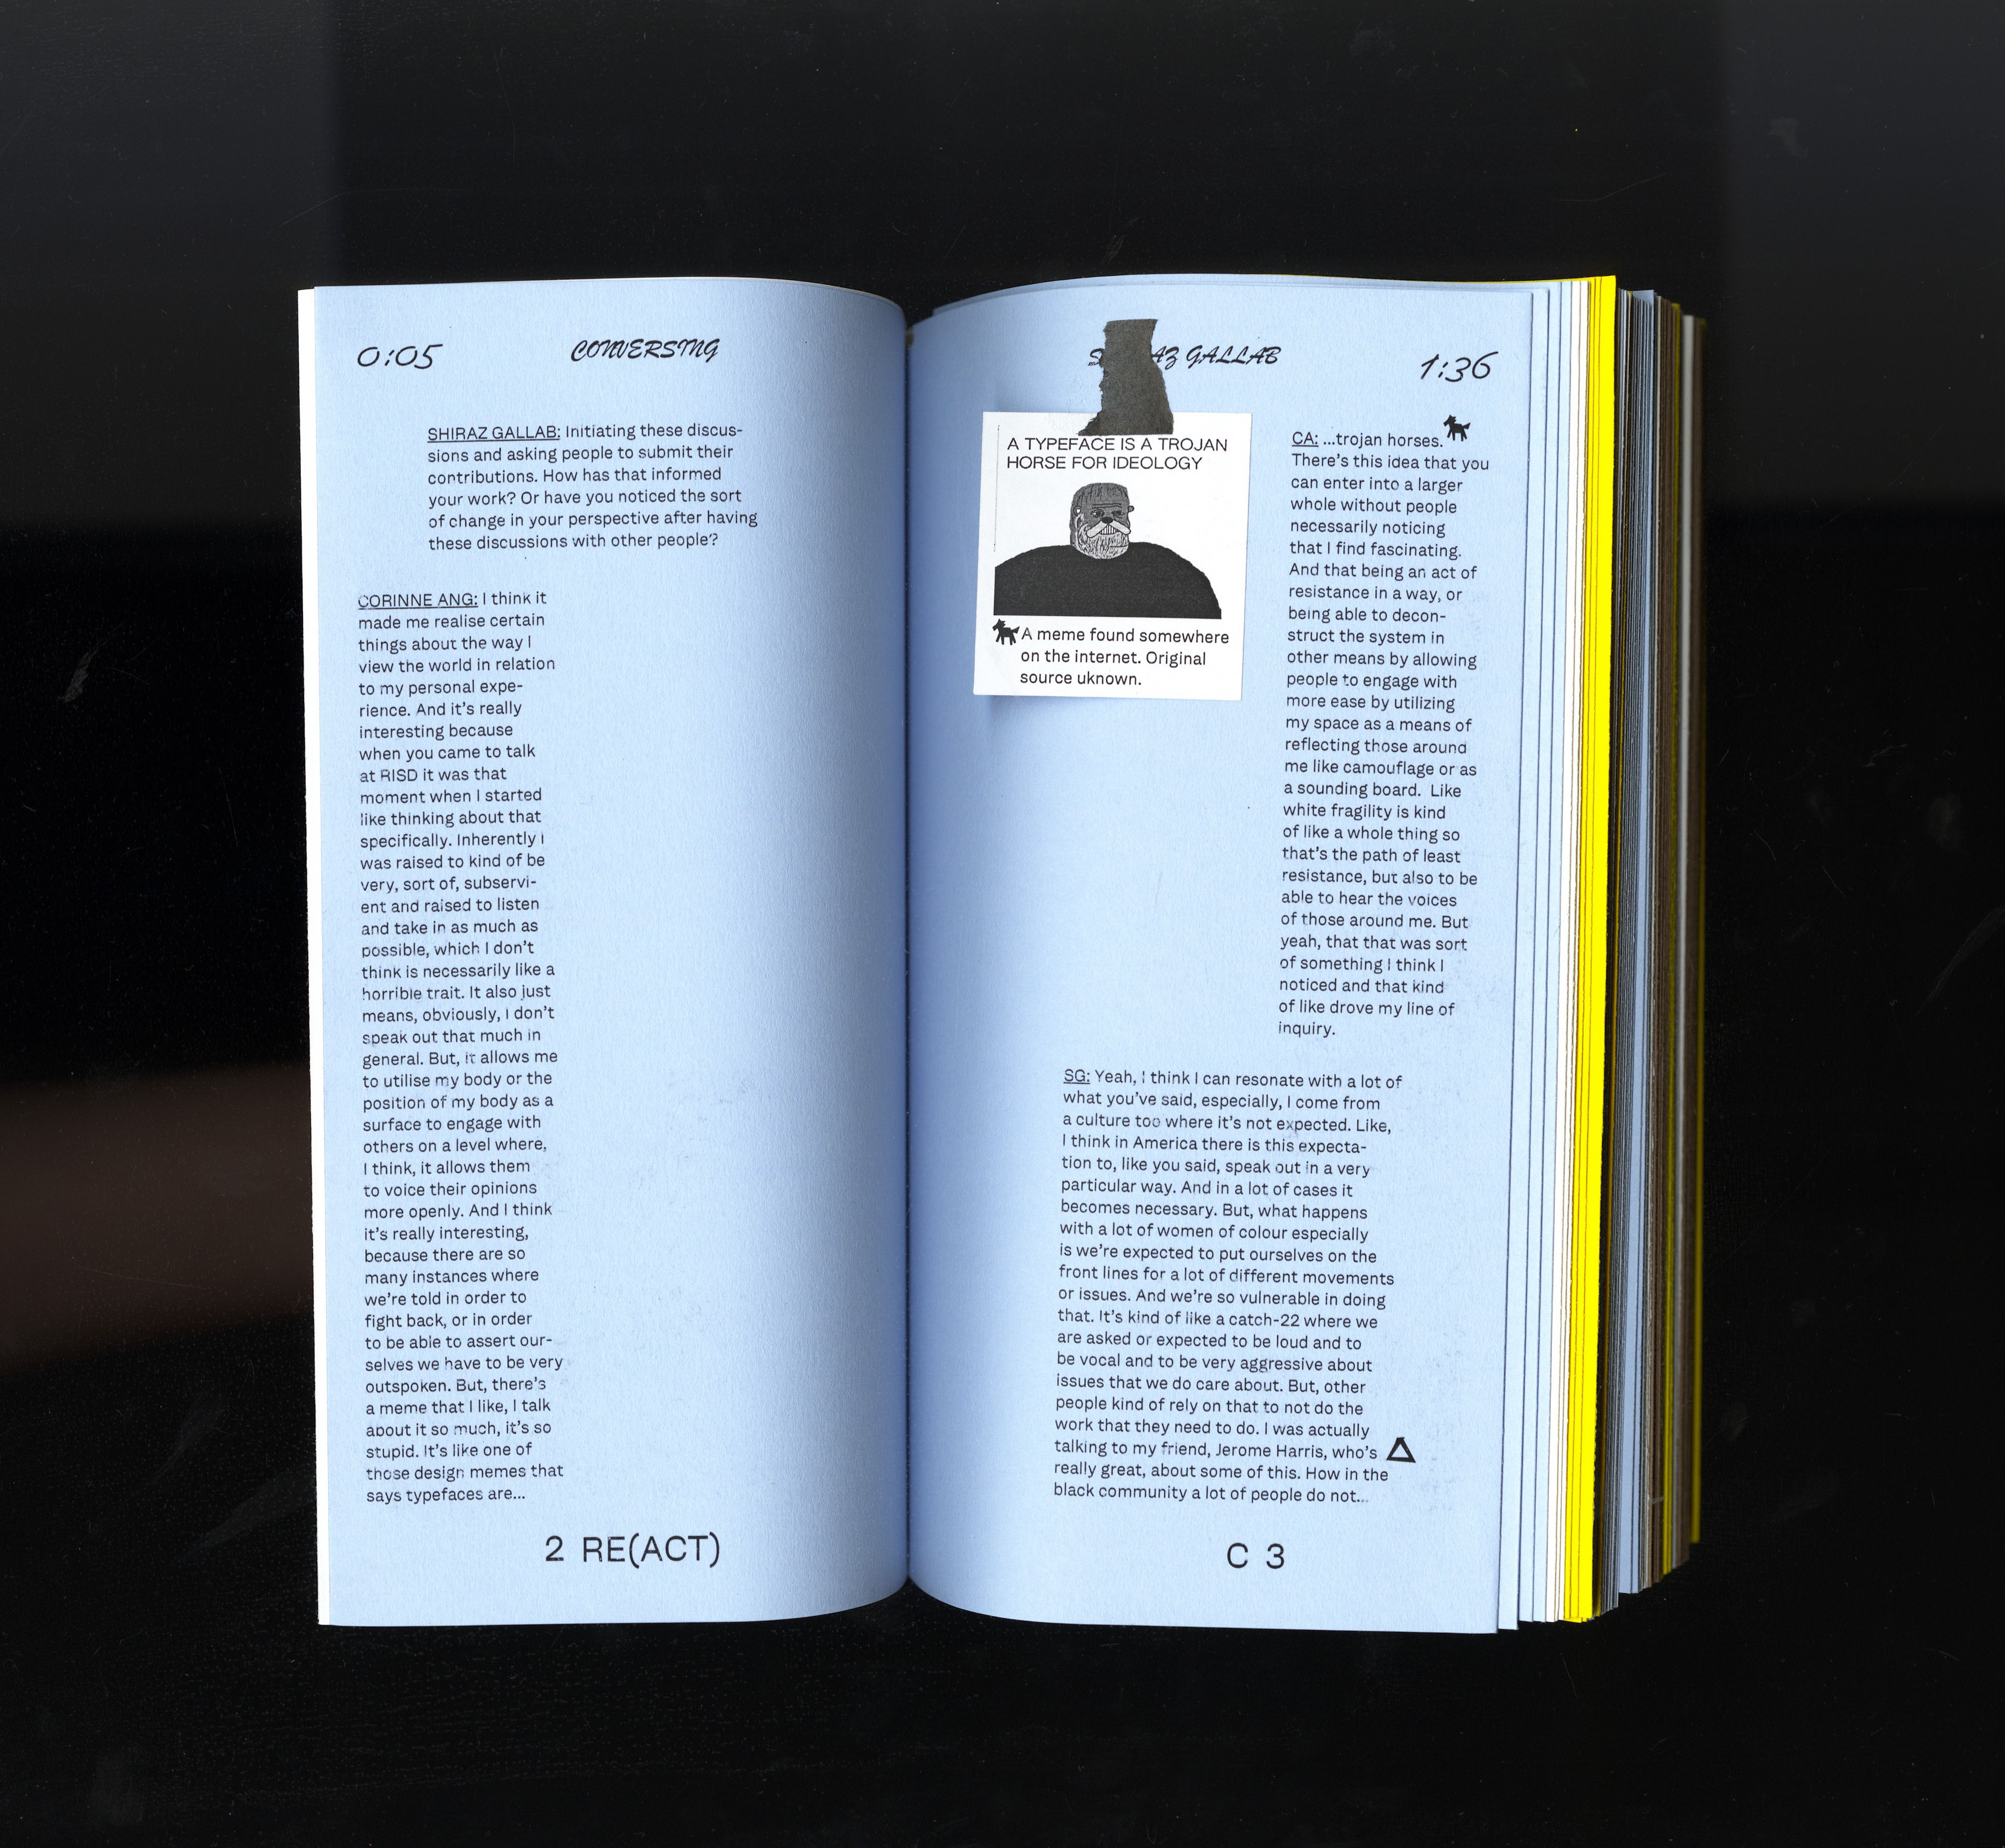 0:05
CONVERSING
SHIRAZ GALLAB: Initiating these discus-
sions and asking people to submit their
contributions. How has that informed
your work? Or have you noticed the sort
of change in your perspective after having
these discussions with other people?
CORINNE ANG: I think it
made me realise certain
things about the way I
view the world in relation
to my personal expe-
rience. And it's really
interesting because
when you came to talk
at RISD it was that
moment when I started
like thinking about that
specifically. Inherently I
was raised to kind of be
very, sort of, subservi-
ent and raised to listen
and take in as much as
possible, which I don't
think is necessarily like a
horrible trait. It also just
means, obviously, I don't
speak out that much in
general. But, it allows me
to utilise my body or the
position of my body as a
surface to engage with
others on a level where,
I think, it allows them
to voice their opinions
more openly. And I think
it's really interesting,
because there are so
many instances where
we're told in order to
fight back, or in order
to be able to assert our-
selves we have to be very
outspoken. But, there's
a meme that I like, I talk
about it so much, it's so
stupid. It's like one of
those design memes that
says typefaces are...
2 RE(ACT)
GALLAB
1:36
A TYPEFACE IS A TROJAN
HORSE FOR IDEOLOGY
A meme found somewhere
on the internet. Original
source uknown.
CA: ...trojan horses.
There's this idea that you
can enter into a larger
whole without people
necessarily noticing
that I find fascinating.
And that being an act of
resistance in a way, or
being able to decon-
struct the system in
other means by allowing
people to engage with
more ease by utilizing
my space as a means of
reflecting those around
me like camouflage or as
a sounding board. Like
white fragility is kind
of like a whole thing so
that's the path of least
resistance, but also to be
able to hear the voices
of those around me. But
yeah, that that was sort
of something I think I
noticed and that kind
of like drove my line of
inquiry.
SG: Yeah, I think I can resonate with a lot of
what you've said, especially, I come from
a culture too where it's not expected. Like,
I think in America there is this expecta-
tion to, like you said, speak out in a very
particular way. And in a lot of cases it
becomes necessary. But, what happens
with a lot of women of colour especially
is we're expected to put ourselves on the
front lines for a lot of different movements
or issues. And we're so vulnerable in doing
that. It's kind of like a catch-22 where we
are asked or expected to be loud and to
be vocal and to be very aggressive about
issues that we do care about. But, other
people kind of rely on that to not do the
work that they need to do. I was actually
talking to my friend, Jerome Harris, who's
really great, about some of this. How in the
black community a lot of people do not...
C 3